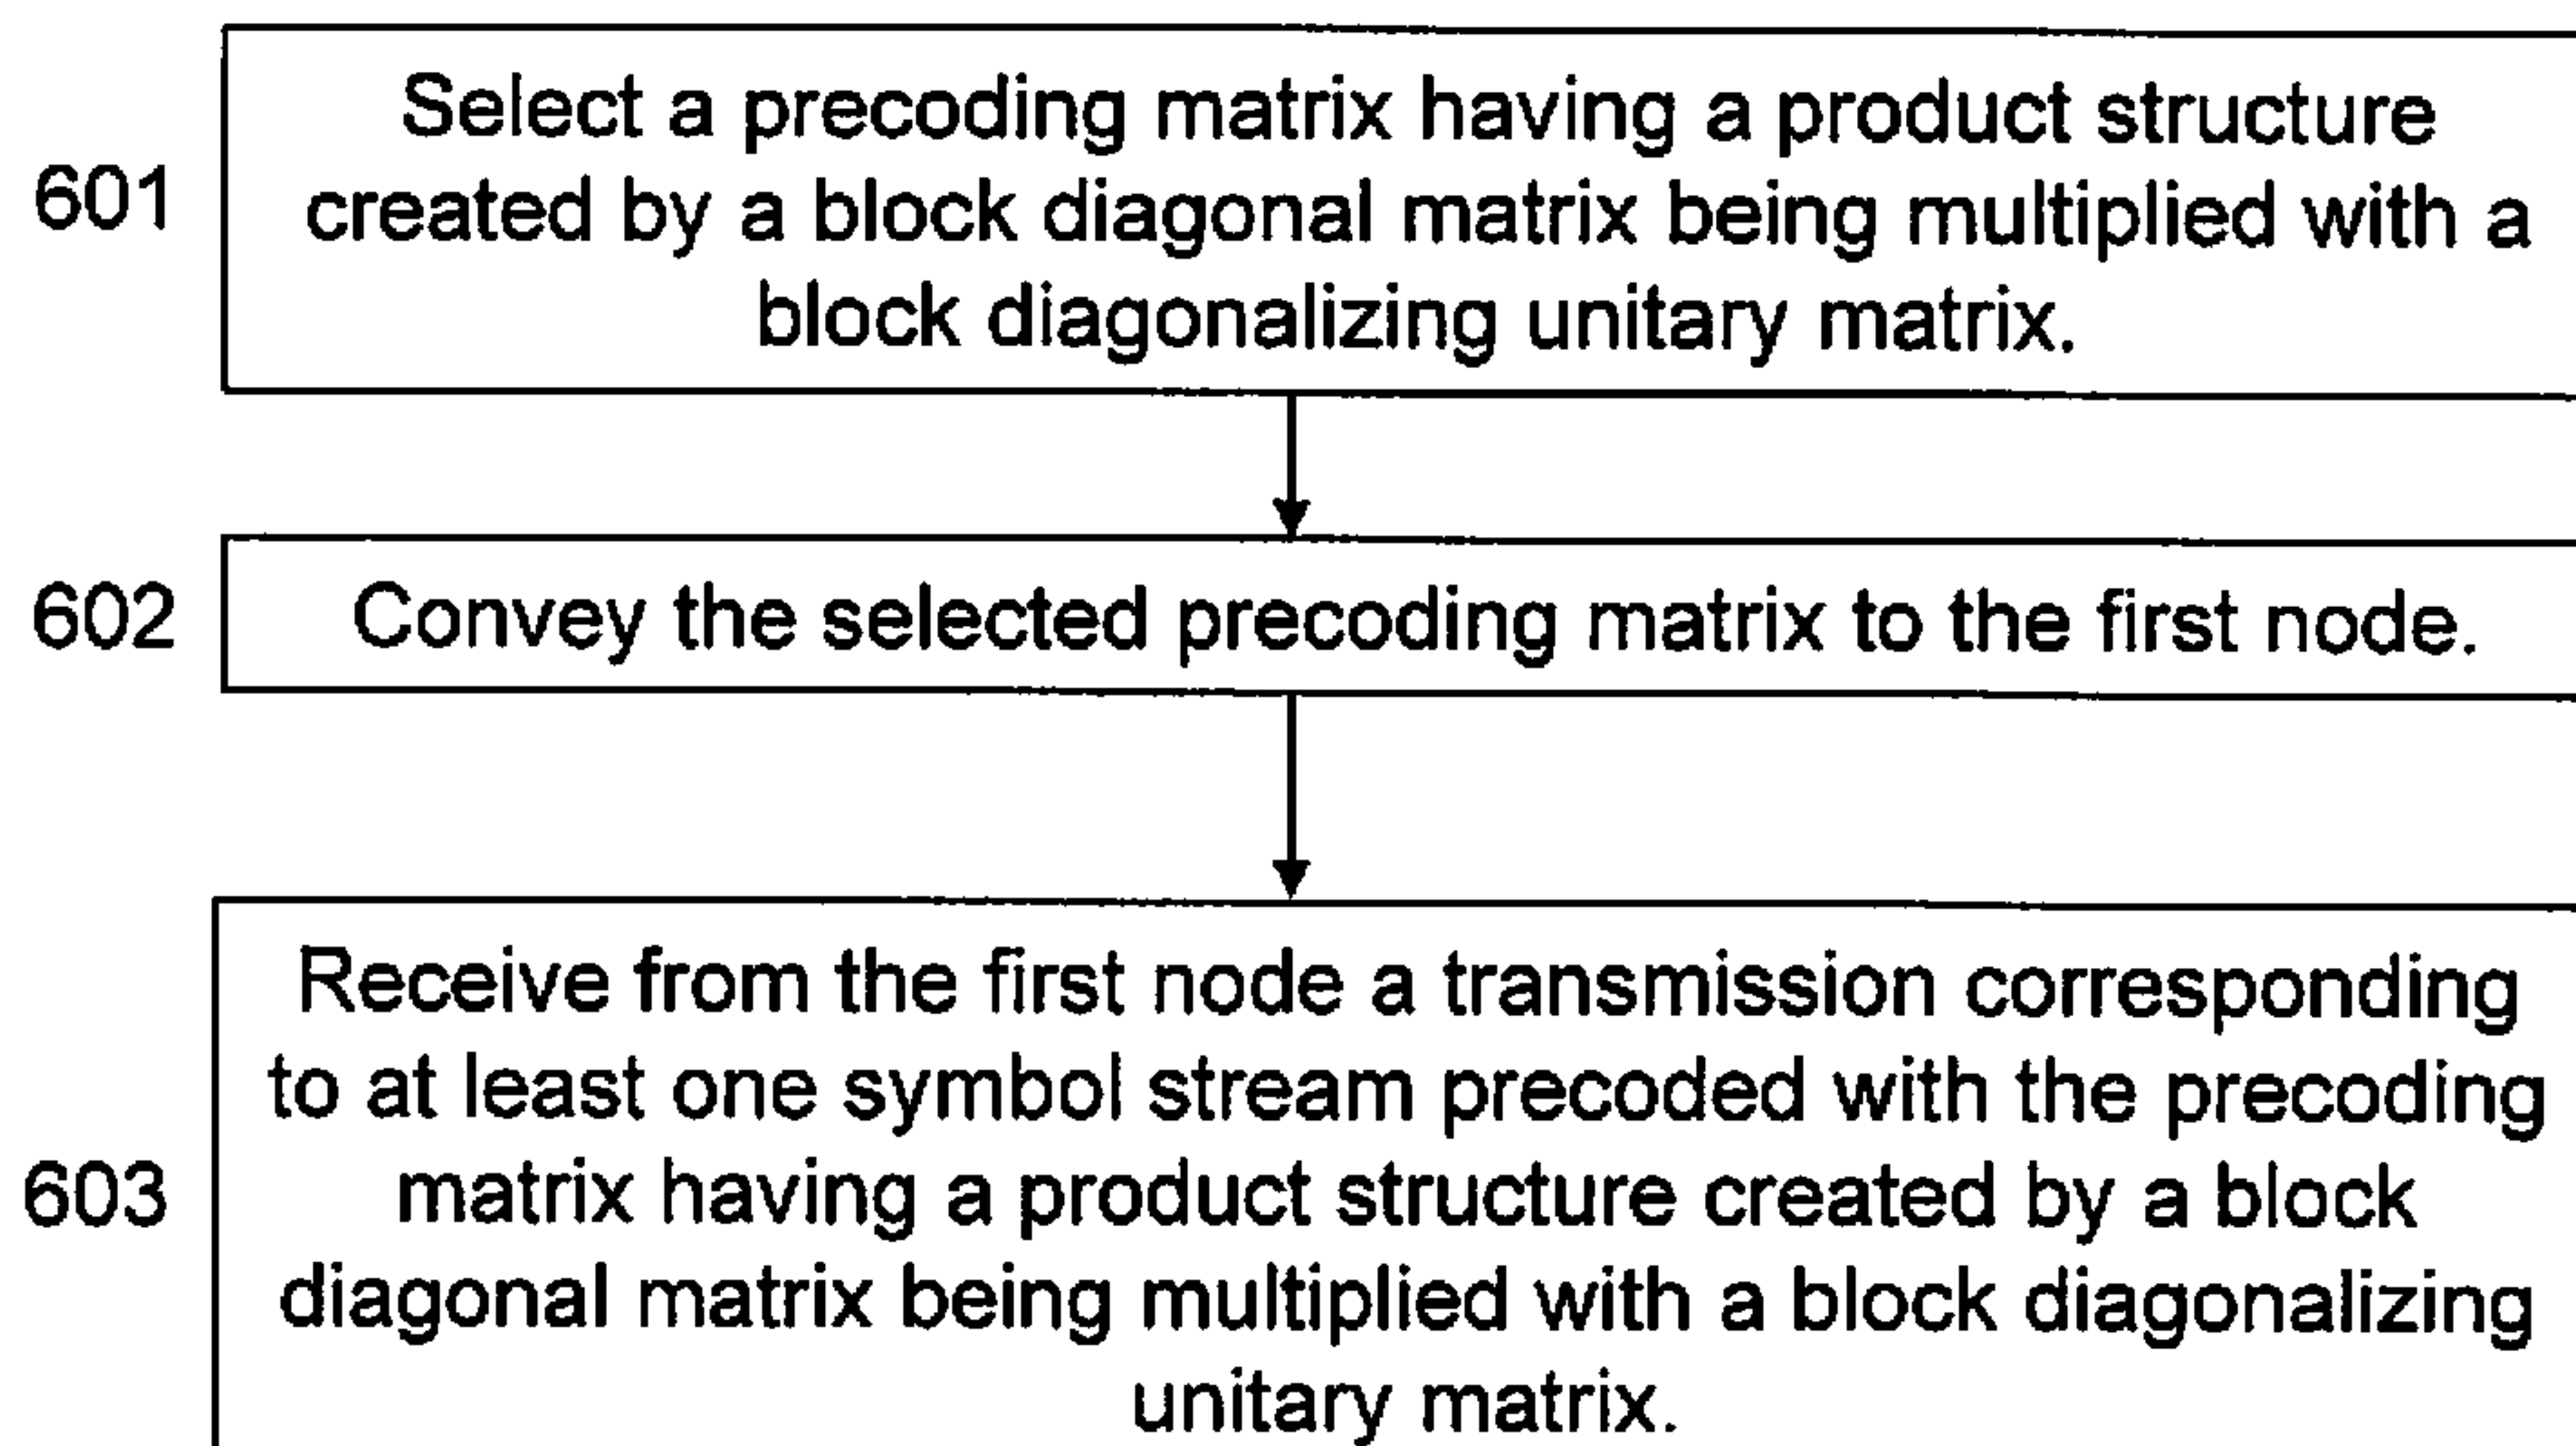 Select a precoding matrix having a product structure
601
created by a block diagonal matrix being multiplied with a
block diagonalizing unitary matrix.
602
Convey the selected precoding matrix to the first node.
Receive from the first node a transmission corresponding
to at least one symbol stream precoded with the precoding
603
matrix having a product structure created by a block
diagonal matrix being multiplied with a block diagonalizing
unitary matrix.